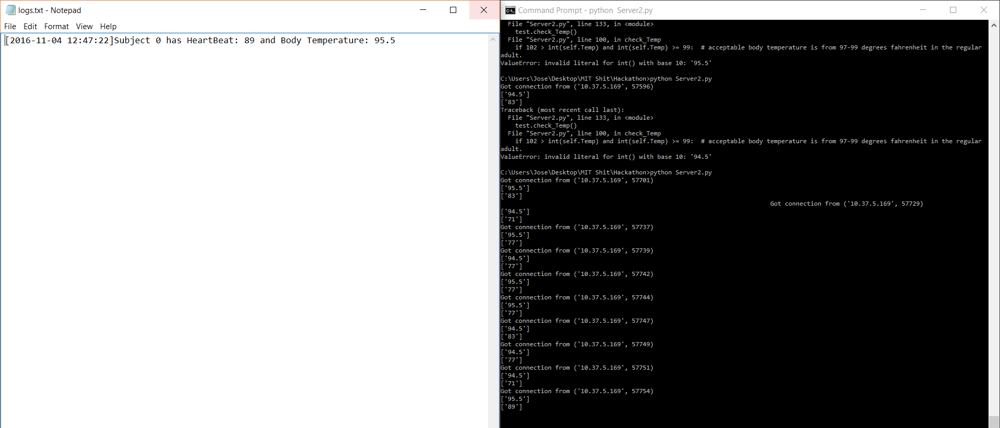 logs.txt - Notepad
File Edit Format View Help
[2016-11-04 12:47:22]Subject 0 has HeartBeat: 89 and Body Temperature: 95.5
Command Prompt - python  Server2.py
  File "Server2.py", line 133, in <module>
    test.check_Temp()
  File "Server2.py", line 100, in check_Temp
    if 102 > int(self.Temp) and int(self.Temp) >= 99:  # acceptable body temperature is from 97-99 degrees fahrenheit in the regular
adult.
ValueError: invalid literal for int() with base 10: '95.5'
C:\Users\Jose\Desktop\MIT Shit\Hackathon>python Server2.py
Got connection from ('10.37.5.169', 57596)
['94.5']
['83']
Traceback (most recent call last):
  File "Server2.py", line 133, in <module>
    test.check_Temp()
  File "Server2.py", line 100, in check_Temp
    if 102 > int(self.Temp) and int(self.Temp) >= 99:  # acceptable body temperature is from 97-99 degrees fahrenheit in the regular
adult.
ValueError: invalid literal for int() with base 10: '94.5'
C:\Users\Jose\Desktop\MIT Shit\Hackathon>python Server2.py
Got connection from ('10.37.5.169', 57701)
['95.5']
['83']
Got connection from ('10.37.5.169', 57729)
['94.5']
['71']
Got connection from ('10.37.5.169', 57737)
['95.5']
['77']
Got connection from ('10.37.5.169', 57739)
['94.5']
['77']
Got connection from ('10.37.5.169', 57742)
['95.5']
['77']
Got connection from ('10.37.5.169', 57744)
['95.5']
['77']
Got connection from ('10.37.5.169', 57747)
['94.5']
['83']
Got connection from ('10.37.5.169', 57749)
['94.5']
['77']
Got connection from ('10.37.5.169', 57751)
['94.5']
['71']
Got connection from ('10.37.5.169', 57754)
['95.5']
['89']